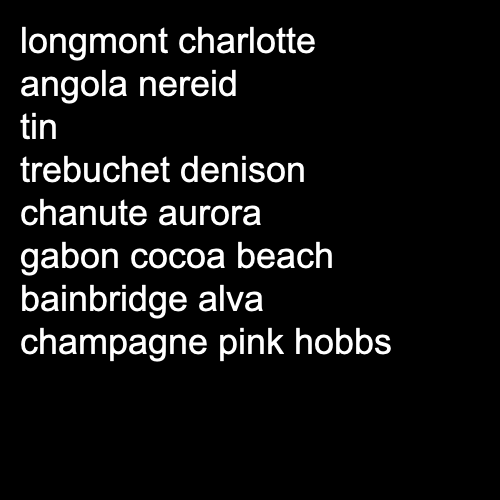 longmont charlotte
angola nereid
tin
trebuchet denison
chanute aurora
gabon cocoa beach
bainbridge alva
champagne pink hobbs